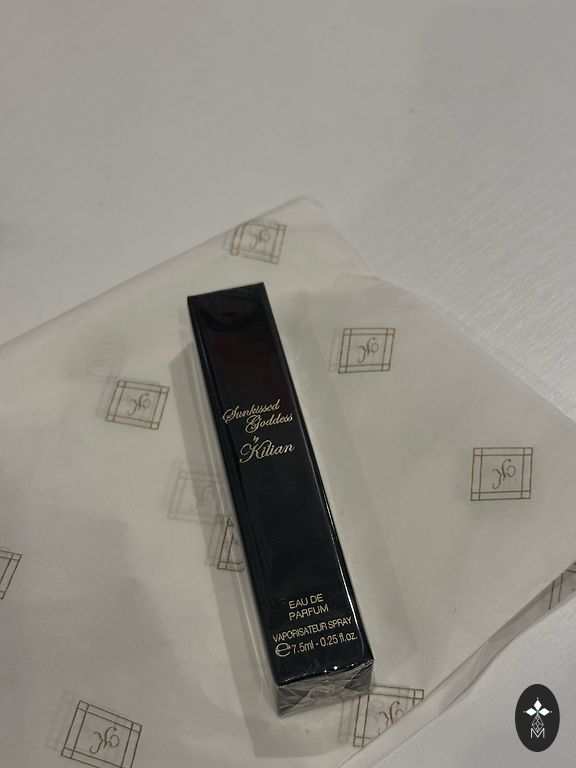 Sunkissed
Goddess
by
Kilian
EAU DE
PARFUM
VAPORISATEUR SPRAY
℮7.5ml - 0.25 fl.oz.
M